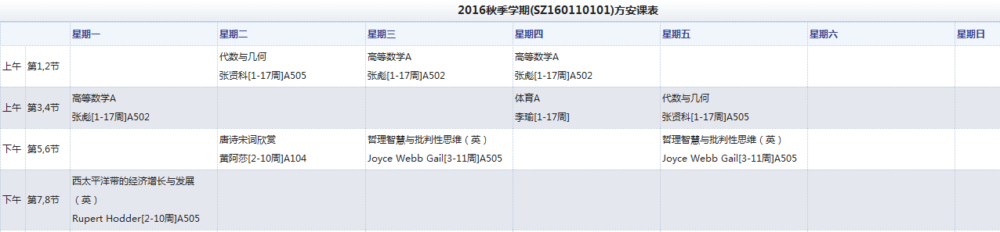 2016秋季学期(SZ160110101)方安课表
星期一 星期二 星期三 星期四 星期五 星期六 星期日
上午 第1,2节
代数与几何
张贤科[1-17周]A505
高等数学A
张彪[1-17周]A502
高等数学A
张彪[1-17周]A502
上午 第3,4节
高等数学A
张彪[1-17周]A502
体育A
李瑜[1-17周]
代数与几何
张贤科[1-17周]A505
下午 第5,6节
唐诗宋词欣赏
黄阿莎[2-10周]A104
哲理智慧与批判性思维（英）
Joyce Webb Gail[3-11周]A505
哲理智慧与批判性思维（英）
Joyce Webb Gail[3-11周]A505
下午 第7,8节
西太平洋带的经济增长与发展
（英）
Rupert Hodder[2-10周]A505